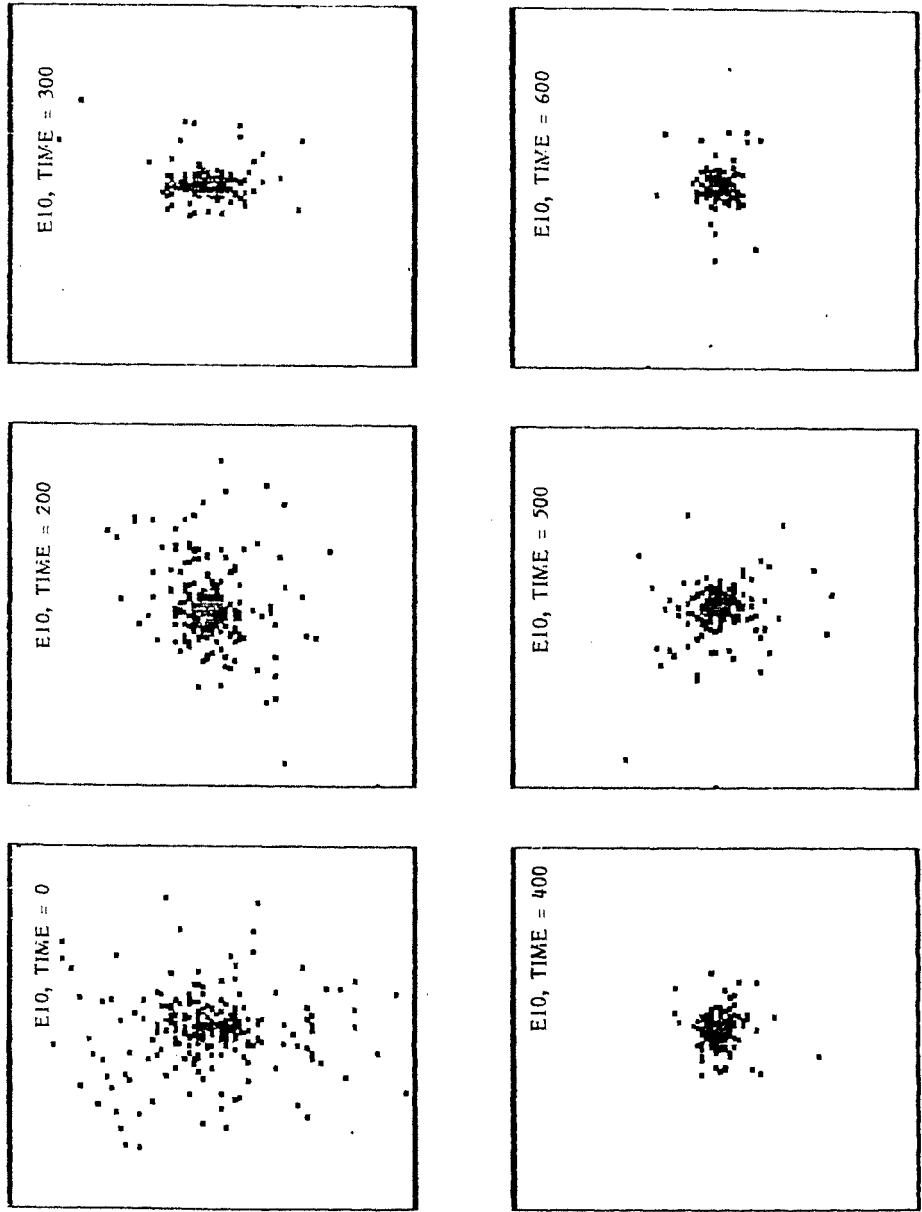 E10, TIME = 0
E10, TIME = 200
E10, TIME = 300
E10, TIME = 400
E10, TIME = 500
E10, TIME = 600